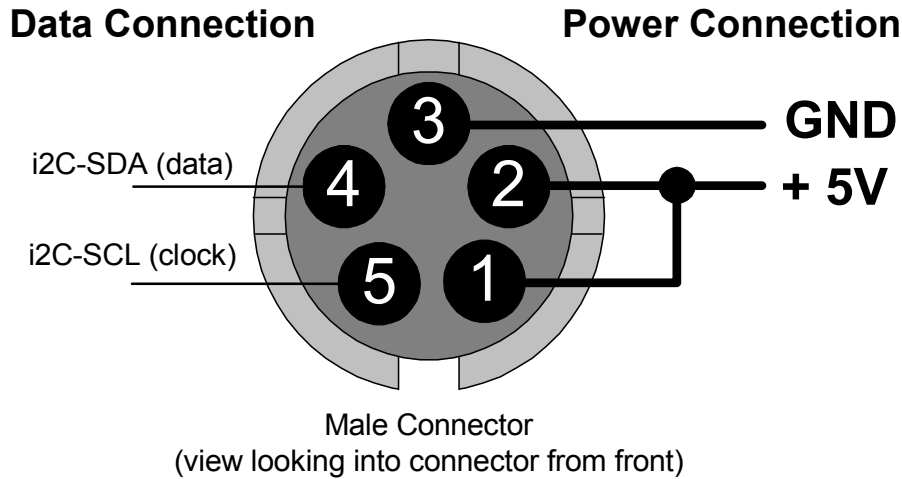 Data Connection
Power Connection
3
GND
i2C-SDA (data)
4
2
+ 5V
i2C-SCL (clock)
5
1
Male Connector
(view looking into connector from front)